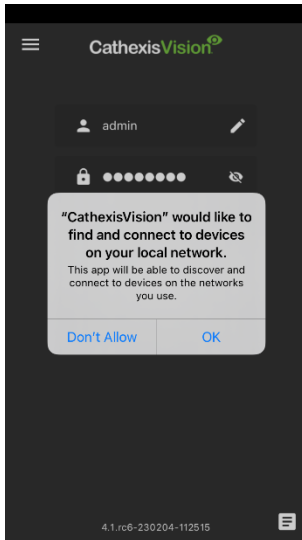 CathexisVision
admin
“CathexisVision” would like to
find and connect to devices
on your local network.
This app will be able to discover and
connect to devices on the networks
you use.
Don’t Allow
OK
4.1.rc6-230204-112515